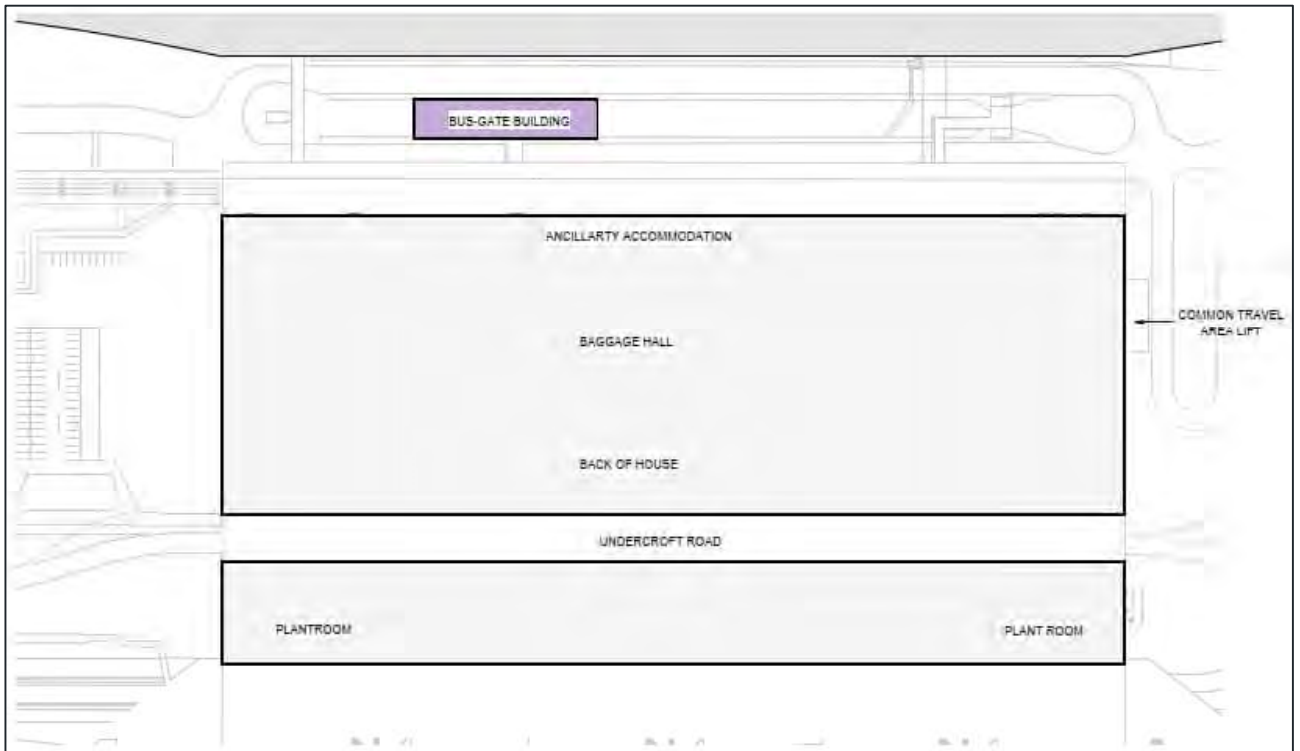 BUS-GATE BUILDING
ANCILLARTY ACCOMMODATION
BAGGAGE HALL
COMMON TRAVEL
AREA LIFT
BACK OF HOUSE
UNDERCROFT ROAD
PLANTROOM
PLANT ROOM